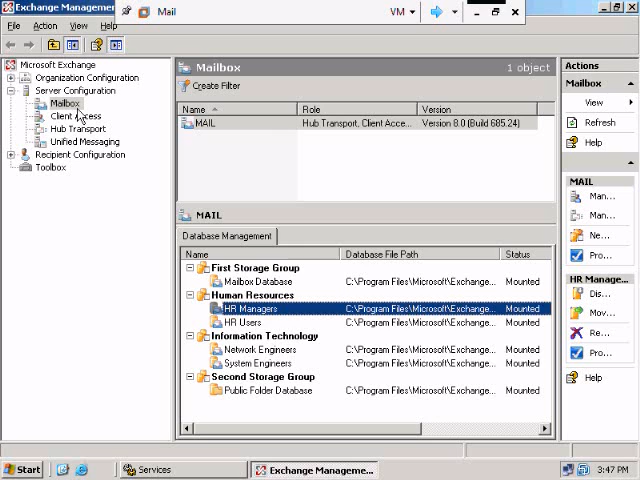 Exchange Management
Mail
VM
File Action View Help
Microsoft Exchange
Organization Configuration
Server Configuration
Mailbox
Client Access
Hub Transport
Unified Messaging
Recipient Configuration
Toolbox
Mailbox 1 object
Create Filter
Name Role Version
MAIL Hub Transport, Client Acce... Version 8.0 (Build 685.24)
MAIL
Database Management
Name Database File Path Status
First Storage Group
Mailbox Database C:\Program Files\Microsoft\Exchange... Mounted
Human Resources
HR Managers C:\Program Files\Microsoft\Exchange... Mounted
HR Users C:\Program Files\Microsoft\Exchange... Mounted
Information Technology
Network Engineers C:\Program Files\Microsoft\Exchange... Mounted
System Engineers C:\Program Files\Microsoft\Exchange... Mounted
Second Storage Group
Public Folder Database C:\Program Files\Microsoft\Exchange... Mounted
Actions
Mailbox
View
Refresh
Help
MAIL
Man...
Man...
Ne...
Pro...
HR Manage...
Dis...
Mov...
Re...
Pro...
Help
Start
Services
Exchange Manageme...
3:47 PM